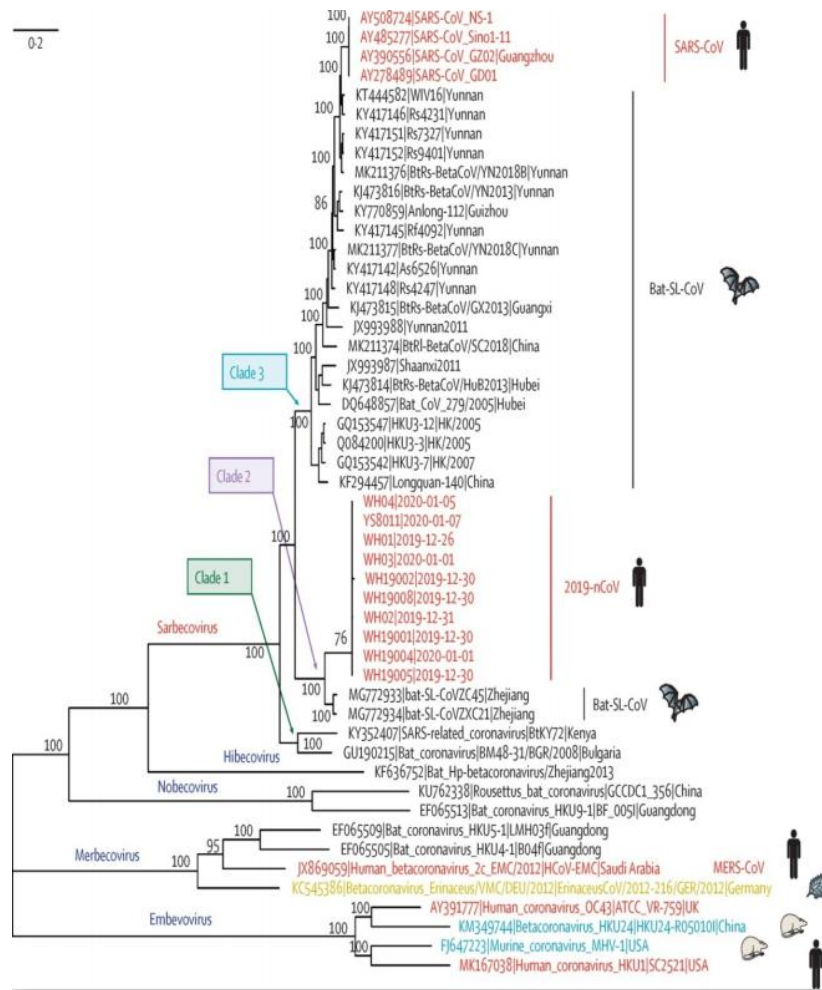 0-2
100
AY508724|SARS-CoV_NS-1
100
AY485277|SARS-CoV_Sino1-11
AY390556|SARS-CoV_GZ02|Guangzhou
SARS-CoV
100
AY278489|SARS-CoV_GD01
KT444582|WIV16|Yunnan
100
KY417146|Rs4231|Yunnan
KY417151|Rs7327|Yunnan
100
KY417152|Rs9401|Yunnan
MK211376|BtRs-BetaCoV/YN2018B|Yunnan
KJ473816|BtRs-BetaCoV/YN2013|Yunnan
86
KY770859|Anlong-112|Guizhou
KY417145|Rf4092|Yunnan
100
MK211377|BtRs-BetaCoV/YN2018C|Yunnan
KY417142|As6526|Yunnan
KY417148|Rs4247|Yunnan
Bat-SL-CoV
100
KJ473815|BtRs-BetaCoV/GX2013|Guangxi
100
JX993988|Yunnan2011
100
MK211374|BtRl-BetaCoV/SC2018|China
JX993987|Shaanxi2011
Clade 3
KJ473814|BtRs-BetaCoV/HuB2013|Hubei
DQ648857|Bat_CoV_279/2005|Hubei
100
GQ153547|HKU3-12|HK/2005
Q084200|HKU3-3|HK/2005
GQ153542|HKU3-7|HK/2007
Clade 2
KF294457|Longquan-140|China
WH04|2020-01-05
YS8011|2020-01-07
100
WH01|2019-12-26
WH03|2020-01-01
Clade 1
WH19002|2019-12-30
2019-nCoV
WH19008|2019-12-30
WH02|2019-12-31
Sarbecovirus
76
WH19001|2019-12-30
100
WH19004|2020-01-01
WH19005|2019-12-30
100
MG772933|bat-SL-CoVZC45|Zhejiang
Bat-SL-CoV
100
100
MG772934|bat-SL-CoVZXC21|Zhejiang
KY352407|SARS-related_coronavirus|BtKY72|Kenya
100
100
GU190215|Bat_coronavirus|BM48-31/BGR/2008|Bulgaria
Hibecovirus
KF636752|Bat_Hp-betacoronavirus/Zhejiang2013
Nobecovirus
100
KU762338|Rousettus_bat_coronavirus|GCCDC1_356|China
EF065513|Bat_coronavirus_HKU9-1|BF_005I|Guangdong
100
EF065509|Bat_coronavirus_HKU5-1|LMH03f|Guangdong
95
EF065505|Bat_coronavirus_HKU4-1|B04f|Guangdong
Merbecovirus
100
JX869059|Human_betacoronavirus_2c_EMC/2012|HCoV-EMC|Saudi Arabia
MERS-CoV
KC545386|Betacoronavirus_Erinaceus/VMC/DEU/2012|ErinaceusCoV/2012-216/GER/2012|Germany
Embevovirus
100
AY391777|Human_coronavirus_OC43|ATCC_VR-759|UK
KM349744|Betacoronavirus_HKU24|HKU24-R05010I|China
100
FJ647223|Murine_coronavirus_MHV-1|USA
100
MK167038|Human_coronavirus_HKU1|SC2521|USA